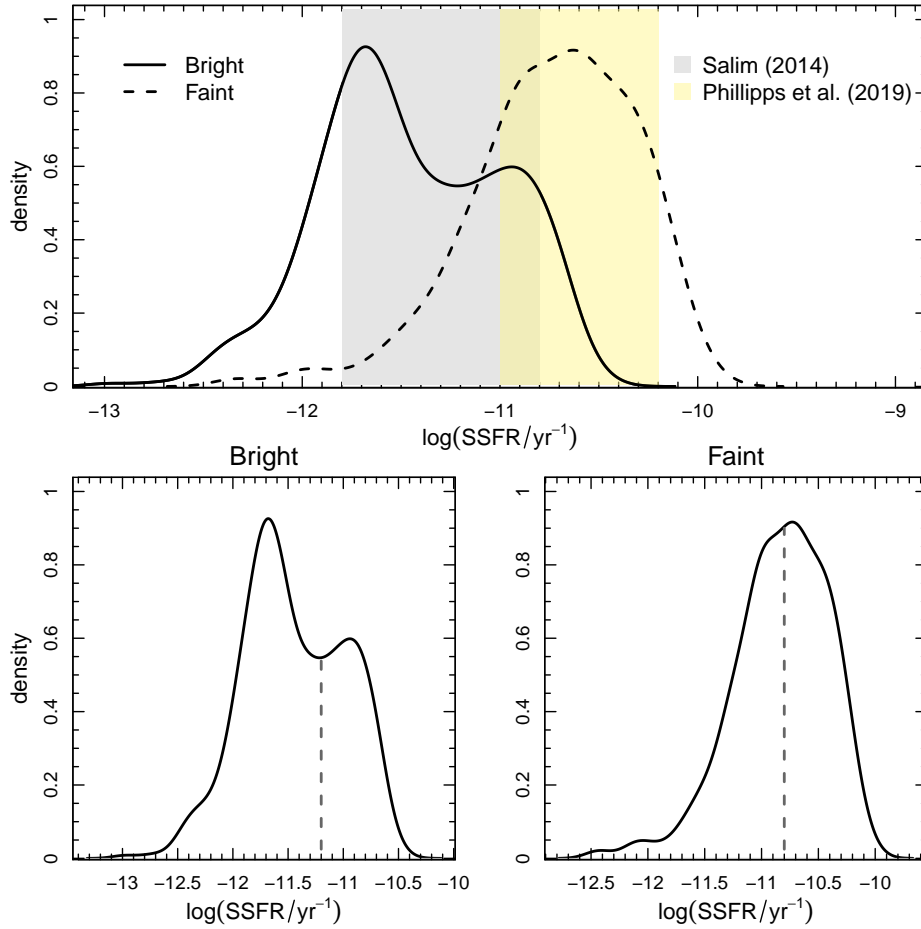 density
0 0.2 0.4 0.6 0.8 1
Bright
Faint
Salim (2014)
Phillipps et al. (2019)
−13 −12 −11 −10 −9
log(SSFR/yr⁻¹)
Bright
density
0 0.2 0.4 0.6 0.8 1
−13 −12.5 −12 −11.5 −11 −10.5 −10
log(SSFR/yr⁻¹)
Faint
0 0.2 0.4 0.6 0.8 1
−12.5 −12 −11.5 −11 −10.5 −10
log(SSFR/yr⁻¹)